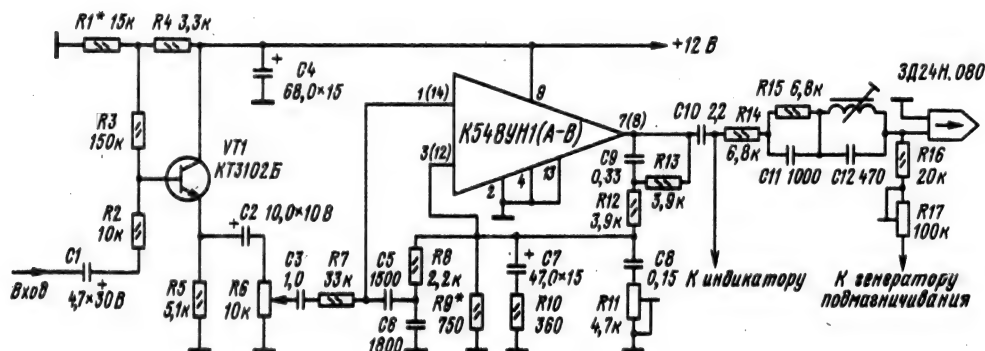 R1* 15к
R4 3,3к
+12 В
+ C4
68,0×15
R3
150к
VT1
КТ3102Б
R2
10к
C1
4,7×30В
+
Вход
+ C2 10,0×10В
R5
5,1к
R6
10к
C3
1,0
R7
33к
C5
1500
R8
2,2к
C6
1800
R9*
750
+ C7
47,0×15
R10
360
1(14)
3(12)
К548УН1(А-В)
9
7(8)
2
4
13
C9
0,33
R13
3,9к
R12
3,9к
C8
0,15
R11
4,7к
C10
2,2
R14
6,8к
R15 6,8к
C11 1000
C12 470
3Д24Н.080
R16
20к
R17
100к
К индикатору
К генератору
подмагничивания